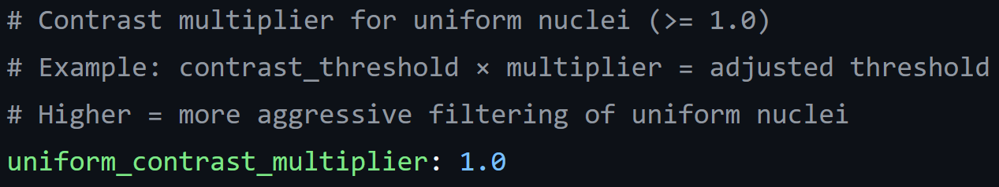 # Contrast multiplier for uniform nuclei (>= 1.0)
# Example: contrast_threshold × multiplier = adjusted threshold
# Higher = more aggressive filtering of uniform nuclei
uniform_contrast_multiplier: 1.0